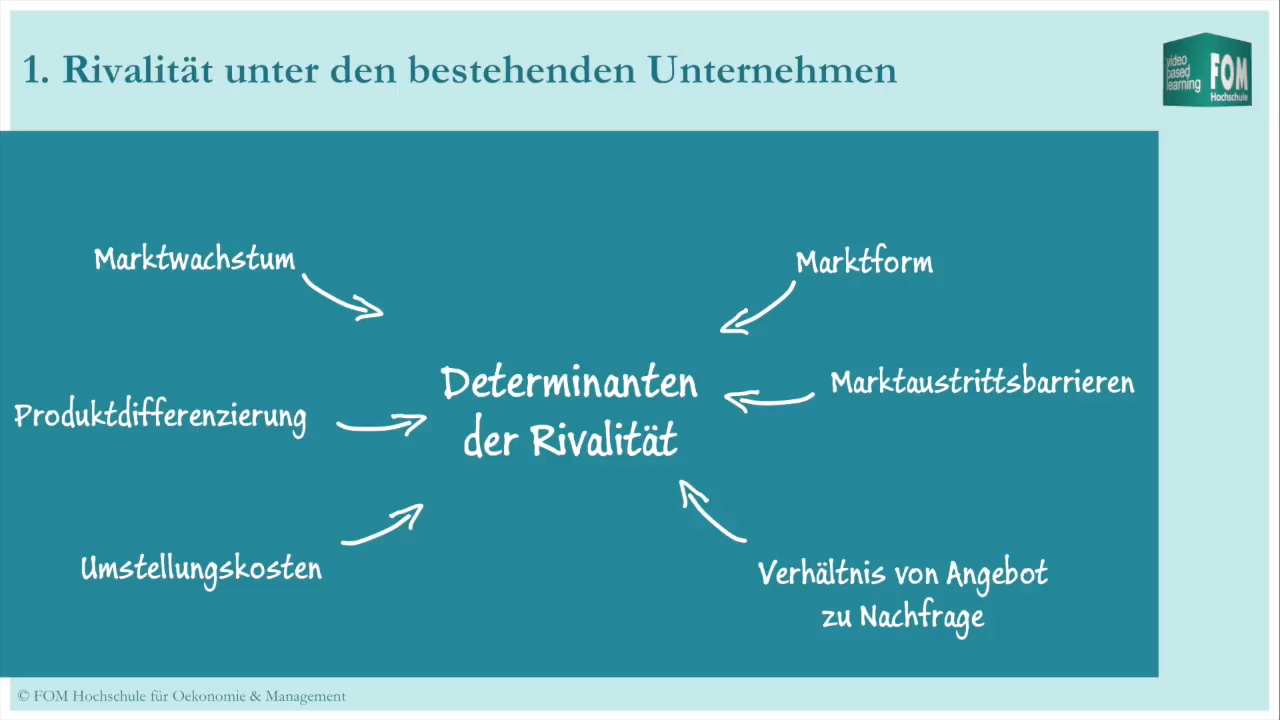 1. Rivalität unter den bestehenden Unternehmen
video
based
learning
FOM
Hochschule
Marktwachstum
Marktform
Determinanten
der Rivalität
Marktaustrittsbarrieren
Produktdifferenzierung
Umstellungskosten
Verhältnis von Angebot
zu Nachfrage
© FOM Hochschule für Oekonomie & Management